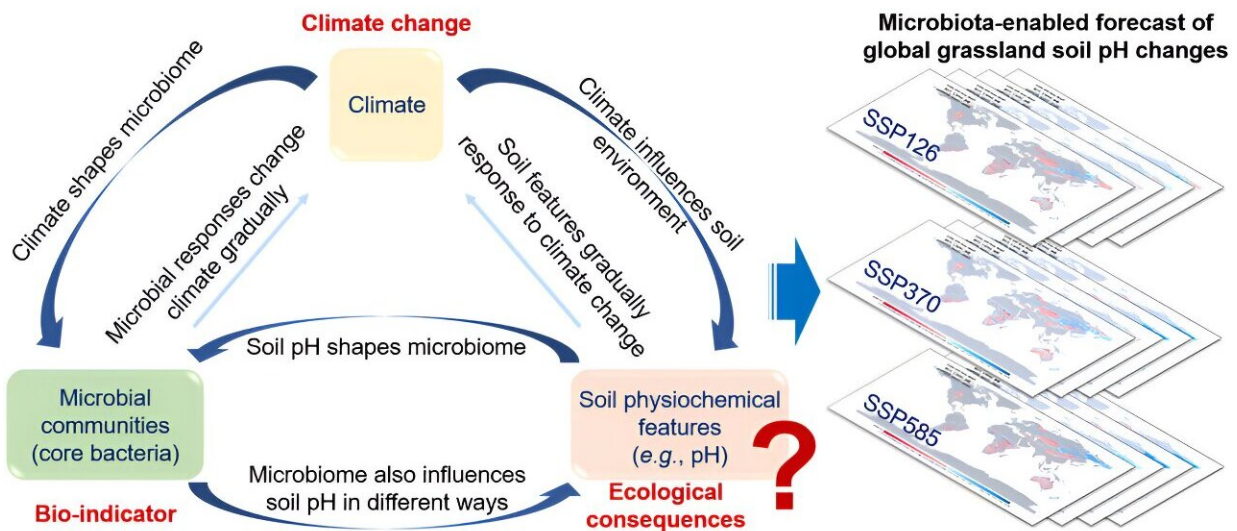 Climate change
Climate
Climate shapes microbiome
Microbial responses change
climate gradually
Soil features gradually
response to climate change
Climate influences soil
environment
Soil pH shapes microbiome
Microbial
communities
(core bacteria)
Bio-indicator
Microbiome also influences
soil pH in different ways
Soil physiochemical
features
(e.g., pH)
?
Ecological
consequences
Microbiota-enabled forecast of
global grassland soil pH changes
SSP126
SSP370
SSP585